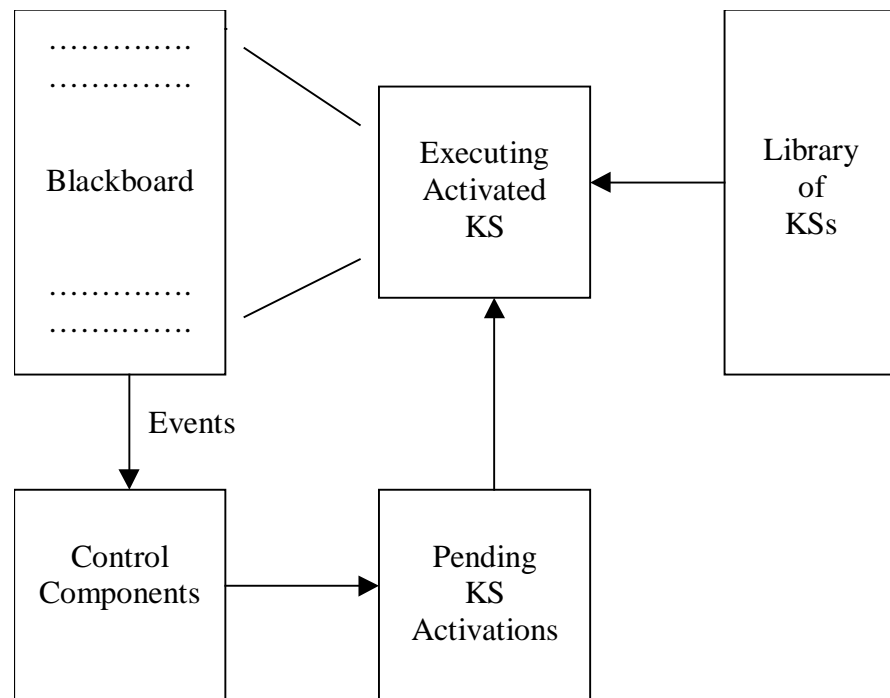 …………..
……..……
Blackboard
…………..
……..……
Executing
Activated
KS
Library
of
KSs
Events
Control
Components
Pending
KS
Activations